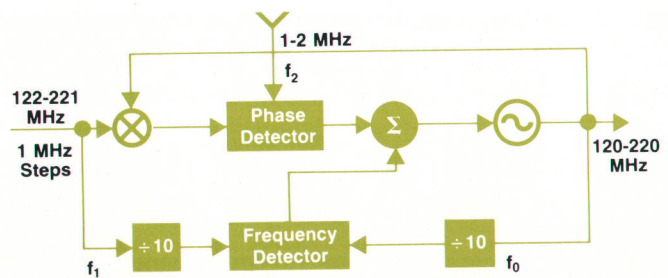 1-2 MHz
f2
122-221
MHz
1 MHz
Steps
Phase
Detector
Σ
120-220
MHz
÷10
Frequency
Detector
÷10
f1
f0